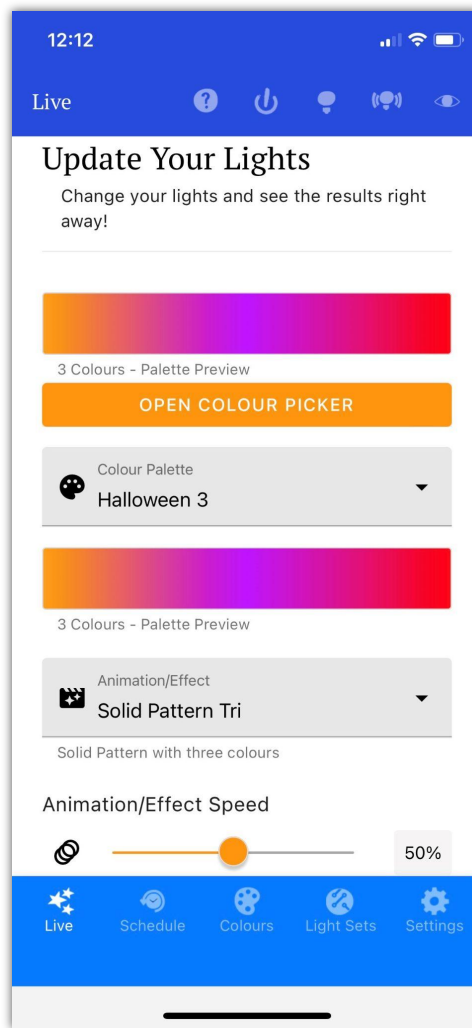 12:12
Live
Update Your Lights
Change your lights and see the results right
away!
3 Colours - Palette Preview
OPEN COLOUR PICKER
Colour Palette
Halloween 3
3 Colours - Palette Preview
Animation/Effect
Solid Pattern Tri
Solid Pattern with three colours
Animation/Effect Speed
50%
Live Schedule Colours Light Sets Settings